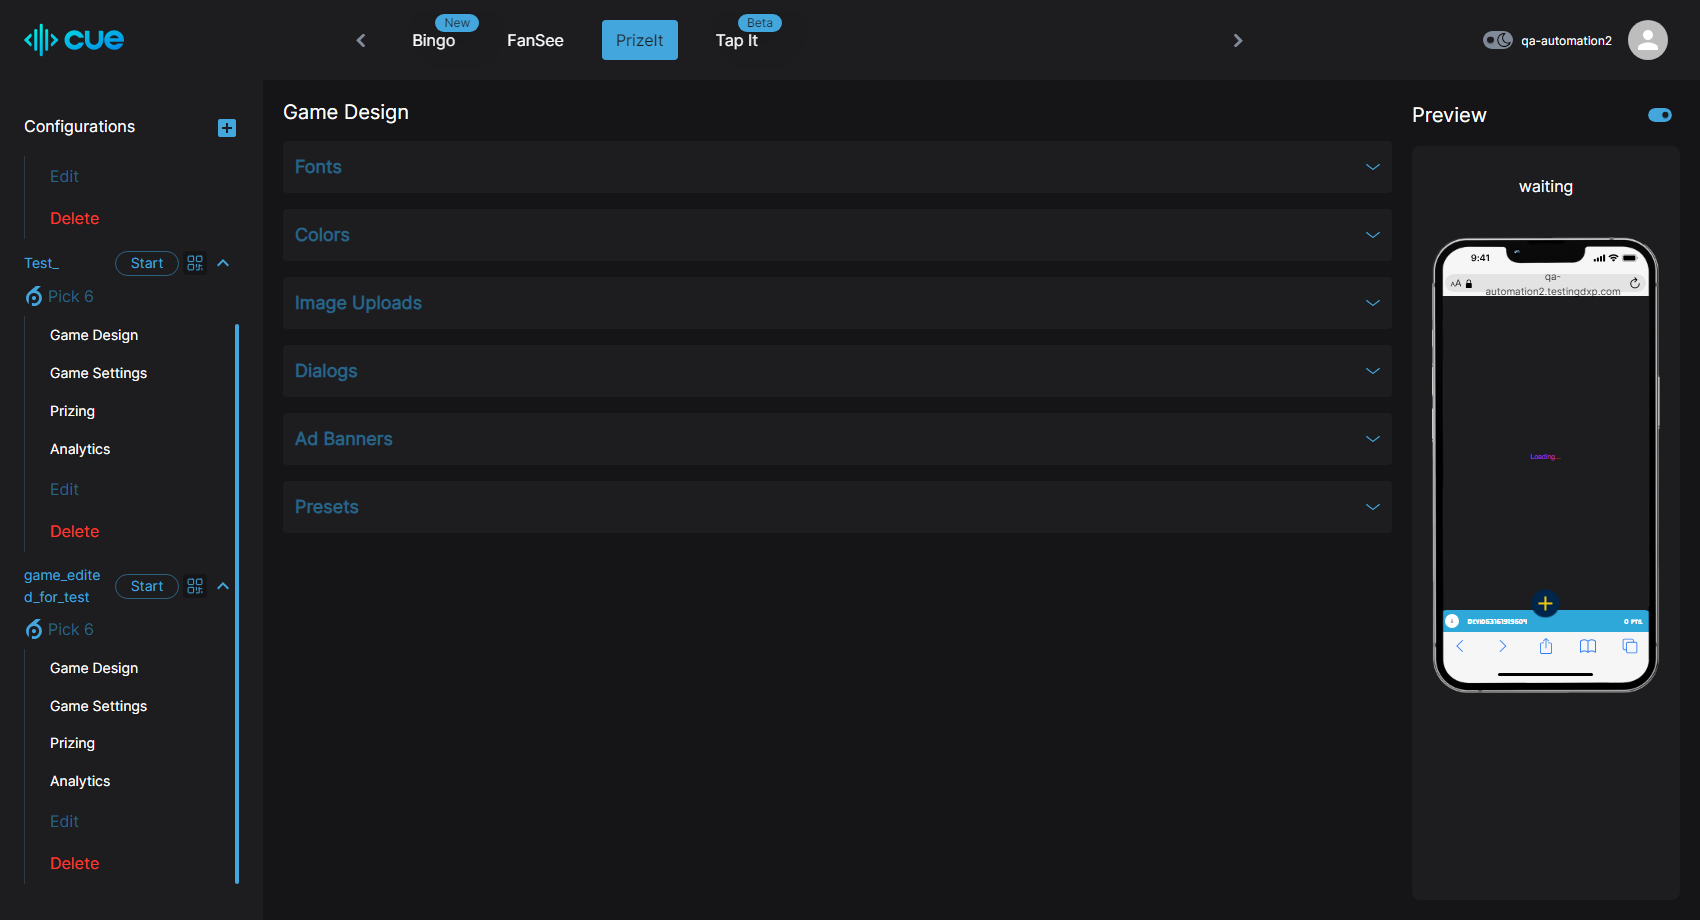 cue
New
Bingo
FanSee
PrizeIt
Beta
Tap It
qa-automation2
Configurations
Edit
Delete
Test_
Start
Pick 6
Game Design
Game Settings
Prizing
Analytics
Edit
Delete
game_edite
d_for_test
Start
Pick 6
Game Design
Game Settings
Prizing
Analytics
Edit
Delete
Game Design
Fonts
Colors
Image Uploads
Dialogs
Ad Banners
Presets
Preview
waiting
9:41
AA
qa-
automation2.testingdxp.com
Loading...
0 PTS.